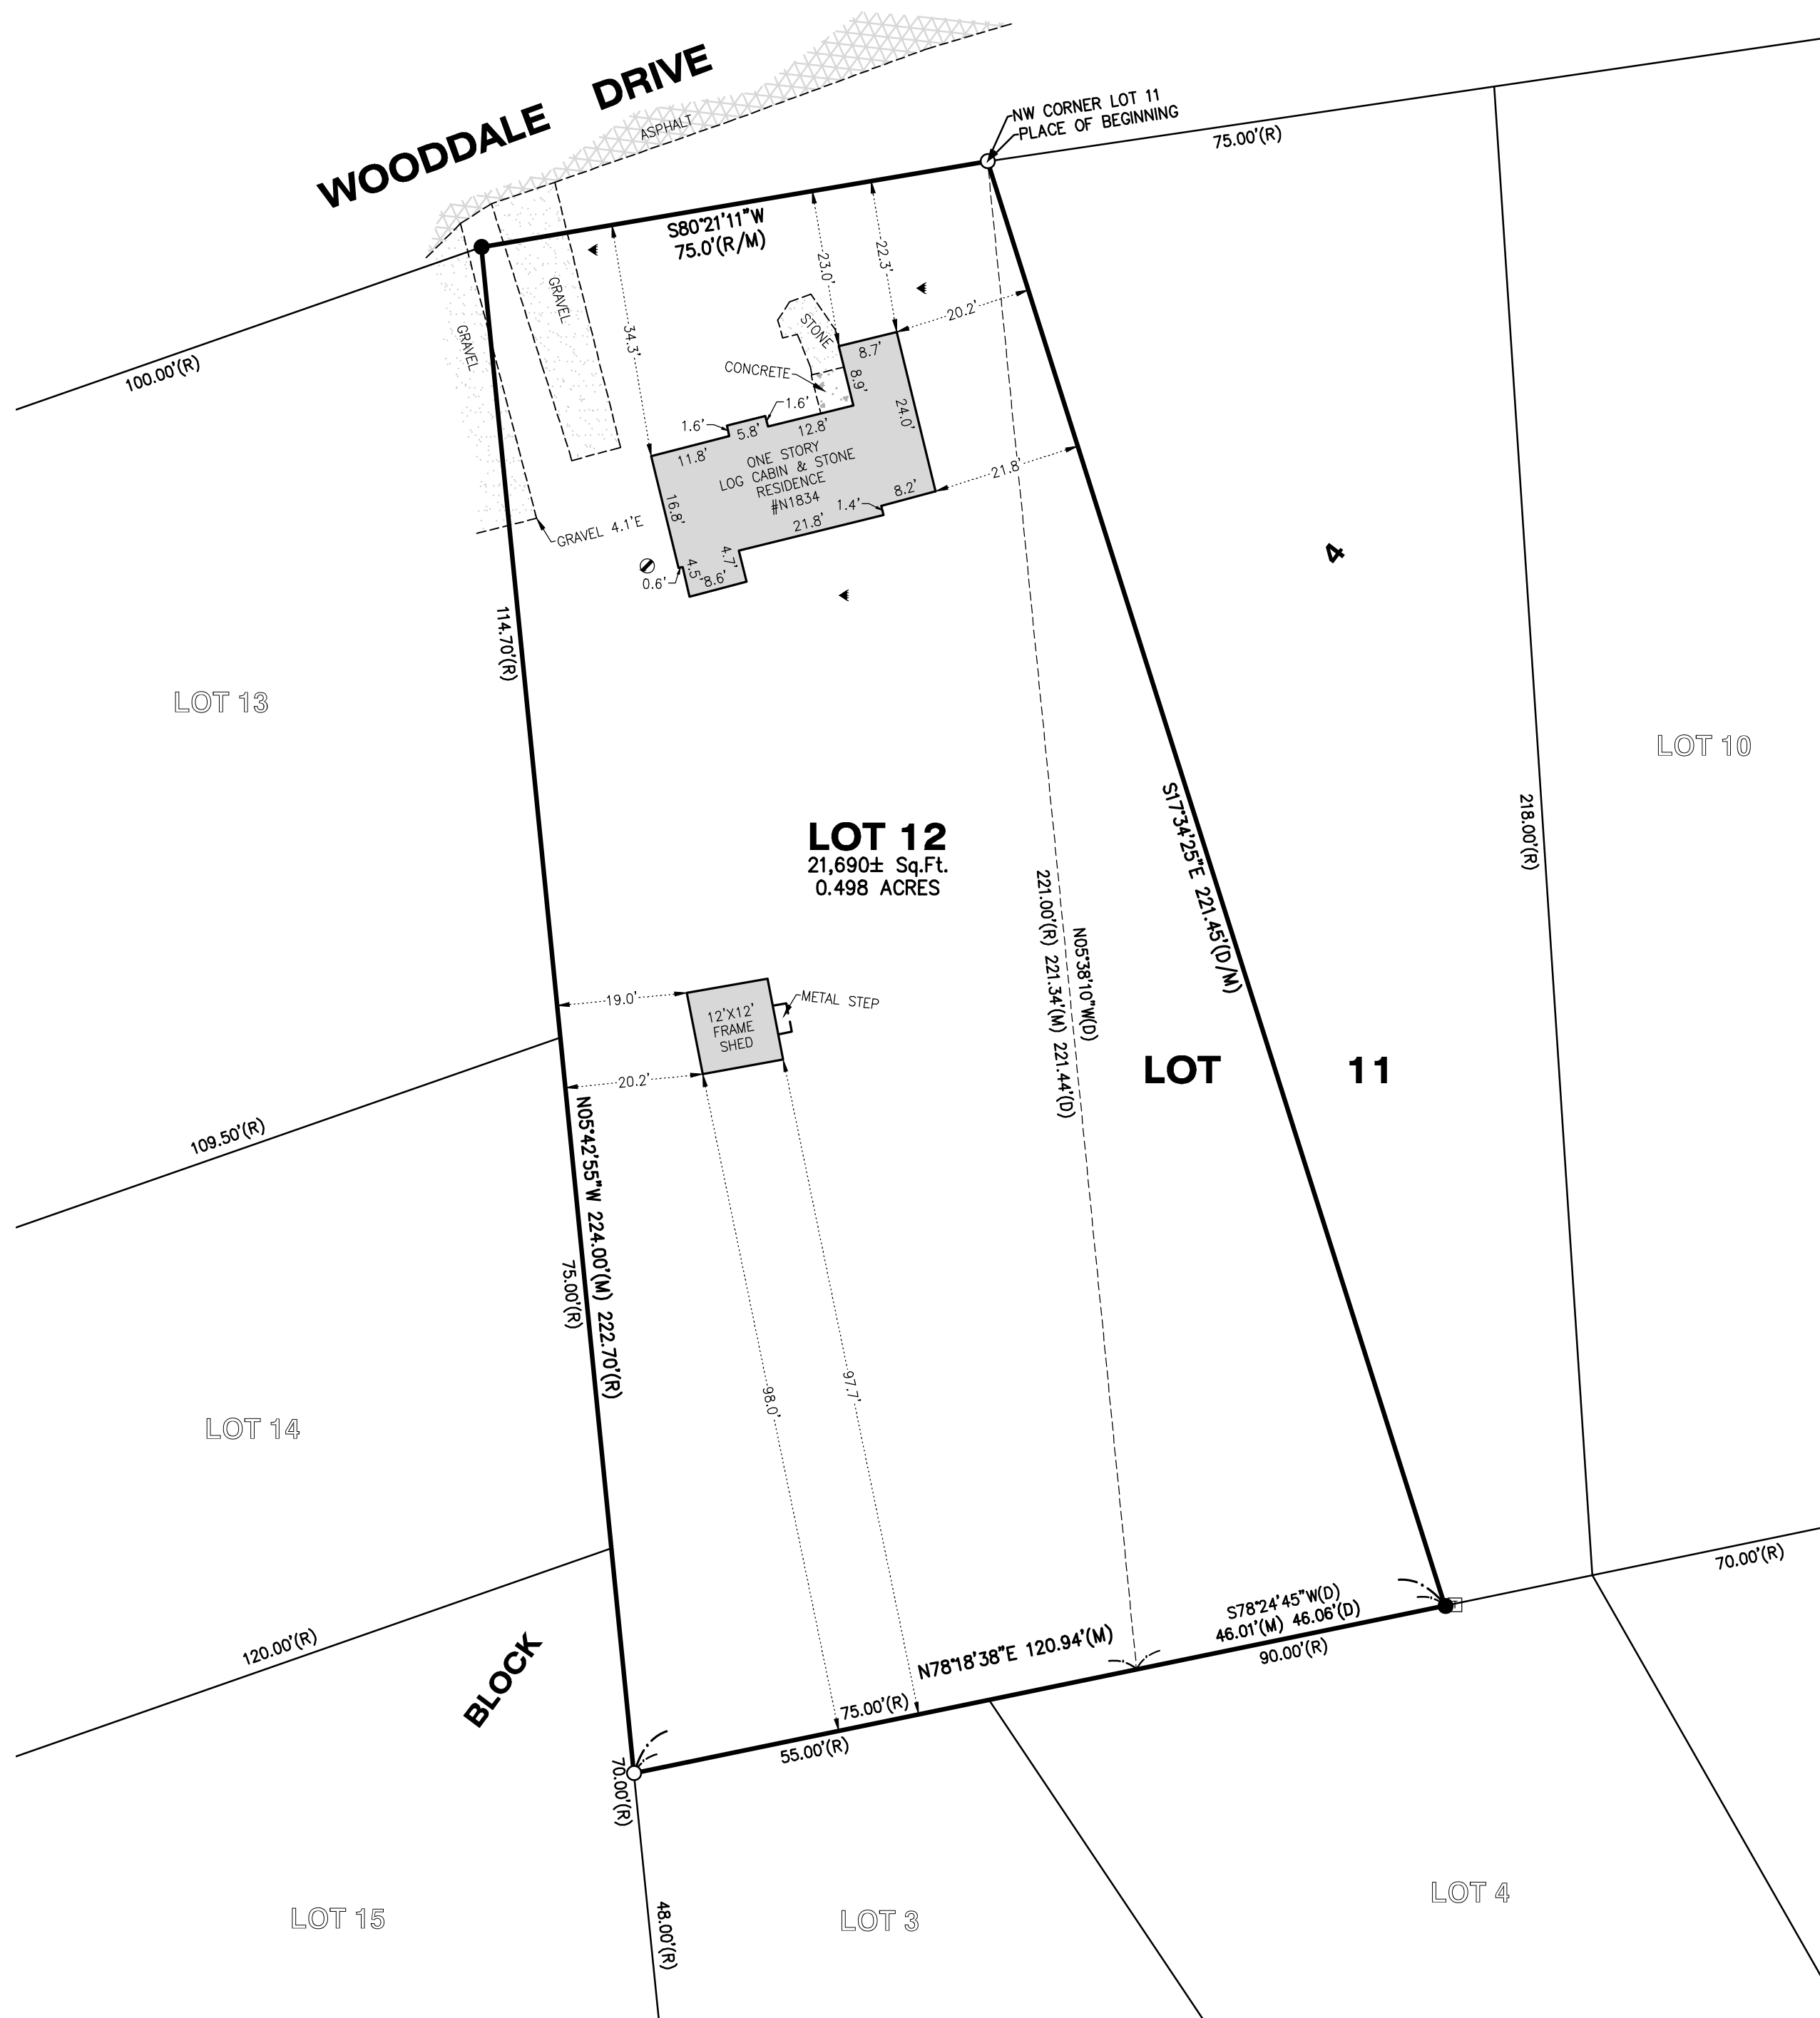 WOODDALE DRIVE
ASPHALT
NW CORNER LOT 11
PLACE OF BEGINNING
75.00'(R)
S80°21'11"W
75.0'(R/M)
100.00'(R)
GRAVEL
GRAVEL
34.3'
23.0'
22.3'
20.2'
STONE
CONCRETE
8.7'
8.9'
24.0'
1.6'
1.6'
5.8'
12.8'
11.8'
ONE STORY
LOG CABIN & STONE
RESIDENCE
#N1834
16.8'
21.8'
1.4'
8.2'
21.8'
GRAVEL 4.1'E
4.7'
4.5'
8.6'
0.6'
4
114.70'(R)
LOT 13
LOT 10
218.00'(R)
S17°34'25"E 221.45'(D/M)
LOT 12
21,690± Sq.Ft.
0.498 ACRES
N05°38'10"W(D)
221.00'(R) 221.34'(M) 221.44'(D)
19.0'
12'X12'
FRAME
SHED
METAL STEP
20.2'
LOT 11
109.50'(R)
N05°42'55"W 224.00'(M) 222.70'(R)
75.00'(R)
98.0'
97.7'
LOT 14
120.00'(R)
BLOCK
N78°18'38"E 120.94'(M)
S78°24'45"W(D)
46.01'(M) 46.06'(D)
90.00'(R)
70.00'(R)
75.00'(R)
55.00'(R)
70.00'(R)
48.00'(R)
LOT 15
LOT 3
LOT 4